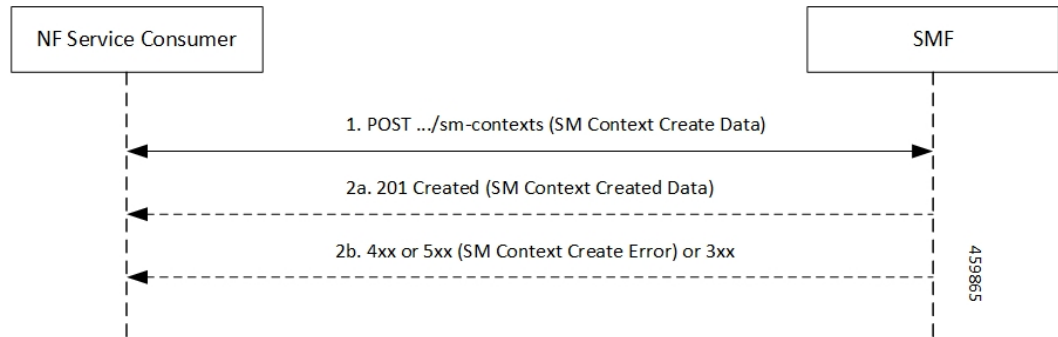 NF Service Consumer
SMF
1. POST .../sm-contexts (SM Context Create Data)
2a. 201 Created (SM Context Created Data)
2b. 4xx or 5xx (SM Context Create Error) or 3xx
459865